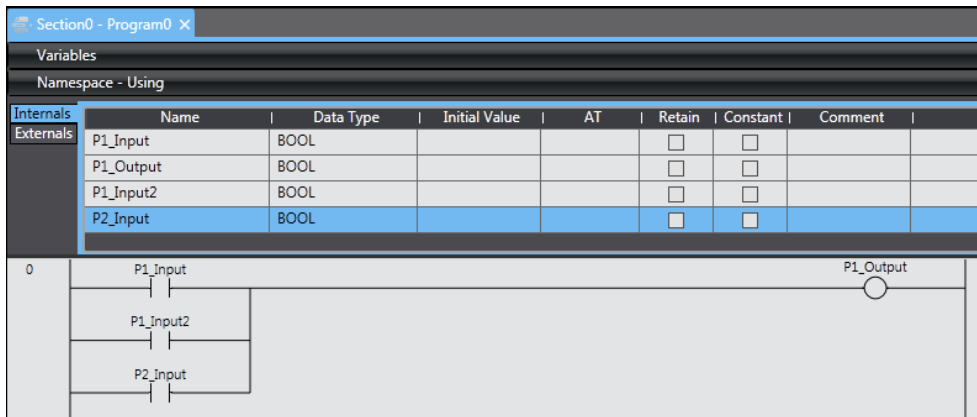 Section0 - Program0 ×
Variables
Namespace - Using
Internals
Externals
Name | Data Type | Initial Value | AT | Retain | Constant | Comment |
P1_Input BOOL
P1_Output BOOL
P1_Input2 BOOL
P2_Input BOOL
0 P1_Input P1_Output
P1_Input2
P2_Input